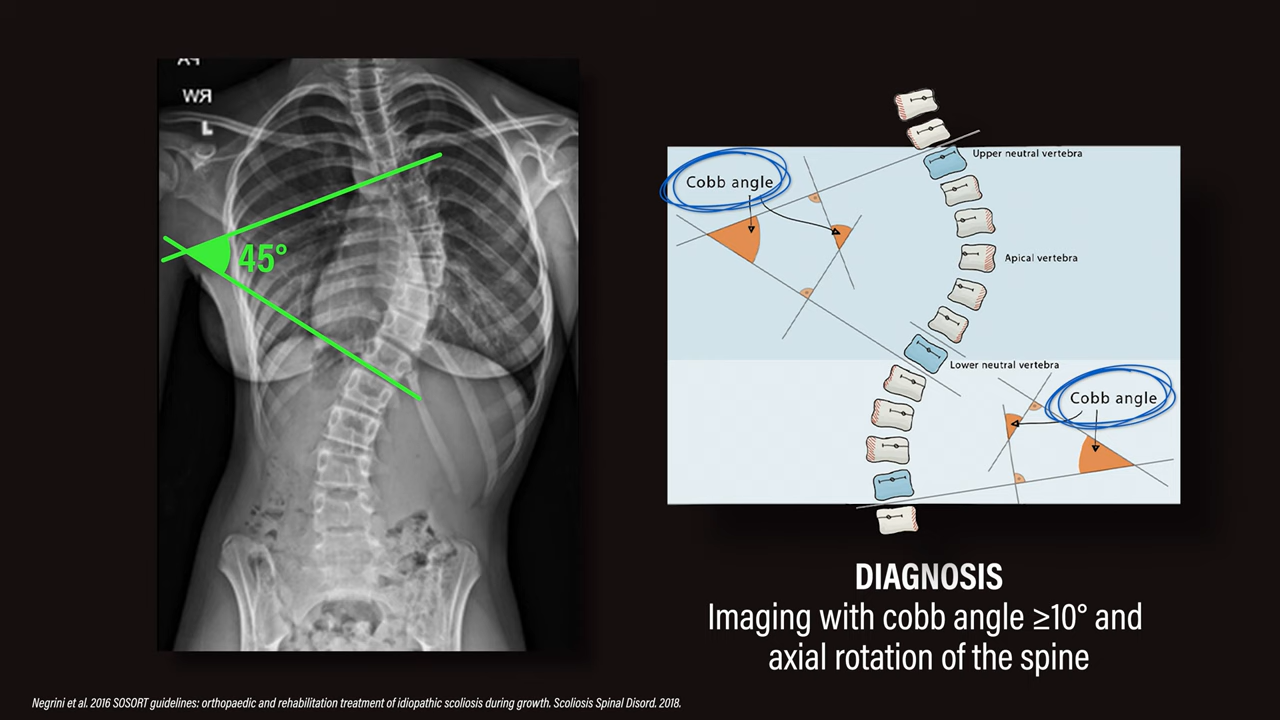 PA
WR
L
45°
Cobb angle
Upper neutral vertebra
Apical vertebra
Lower neutral vertebra
Cobb angle
DIAGNOSIS
Imaging with cobb angle ≥10° and
axial rotation of the spine
Negrini et al. 2016 SOSORT guidelines: orthopaedic and rehabilitation treatment of idiopathic scoliosis during growth. Scoliosis Spinal Disord. 2018.